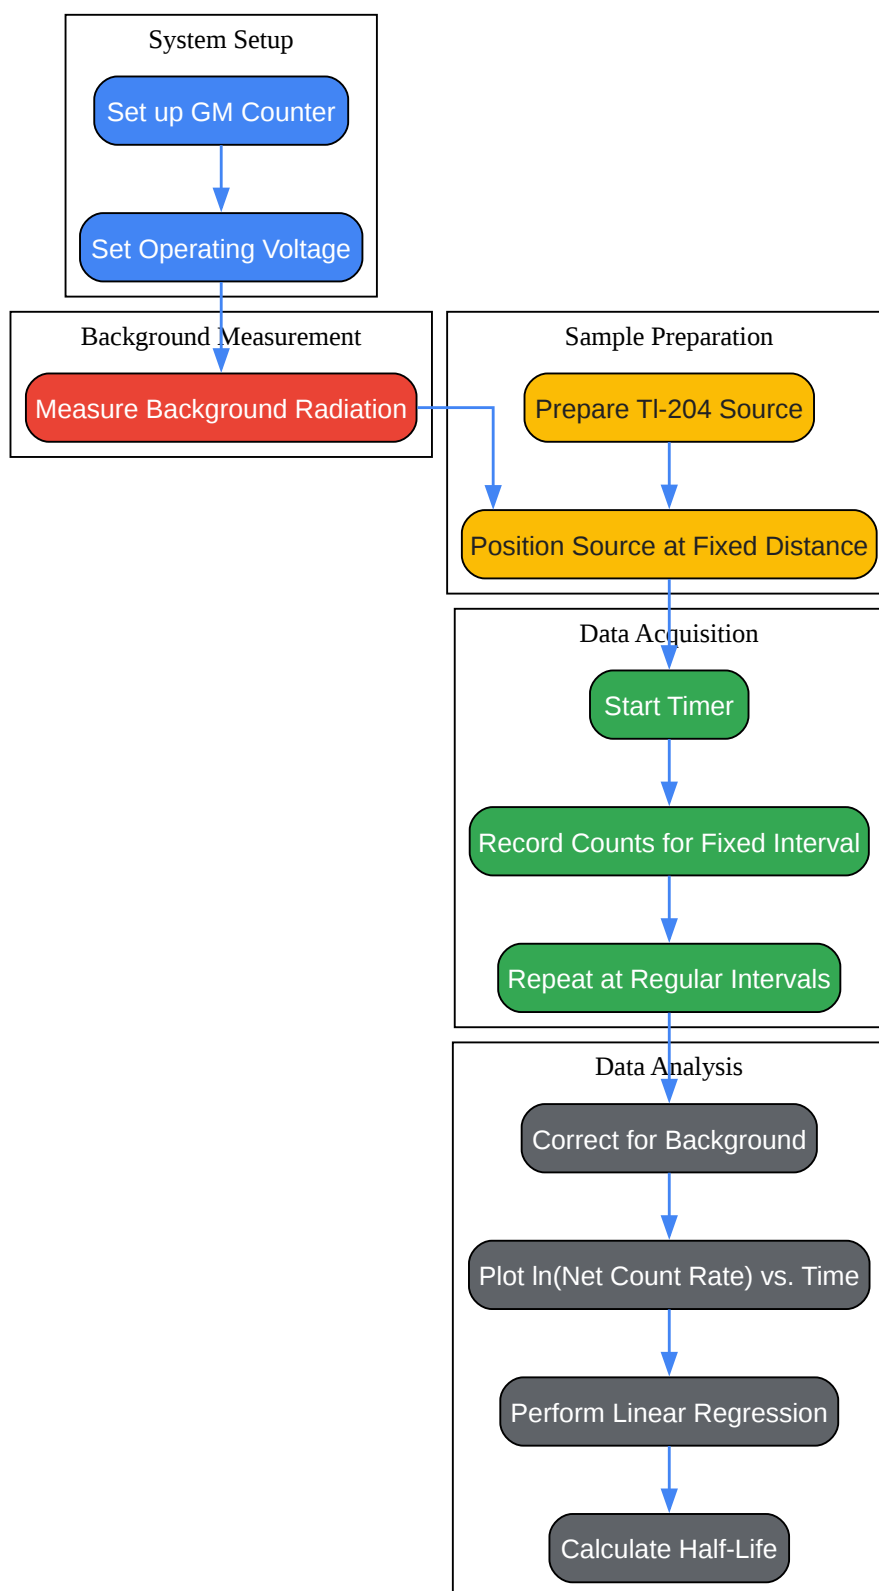 System Setup
Set up GM Counter
Set Operating Voltage
Background Measurement
Measure Background Radiation
Sample Preparation
Prepare Tl-204 Source
Position Source at Fixed Distance
Data Acquisition
Start Timer
Record Counts for Fixed Interval
Repeat at Regular Intervals
Data Analysis
Correct for Background
Plot ln(Net Count Rate) vs. Time
Perform Linear Regression
Calculate Half-Life